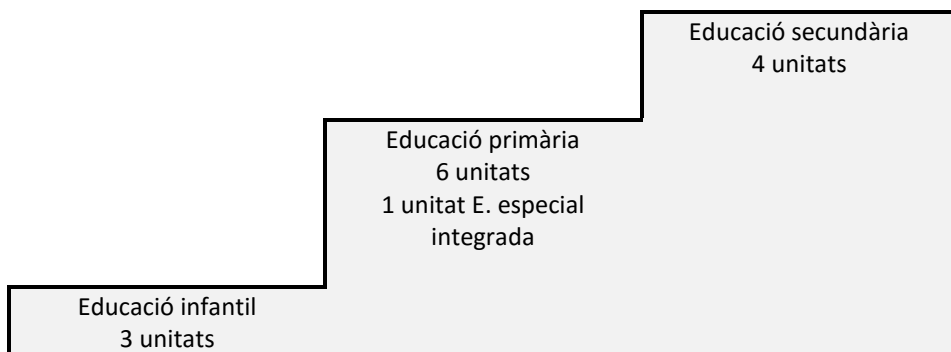 Educació secundària
4 unitats
Educació primària
6 unitats
1 unitat E. especial
integrada
Educació infantil
3 unitats